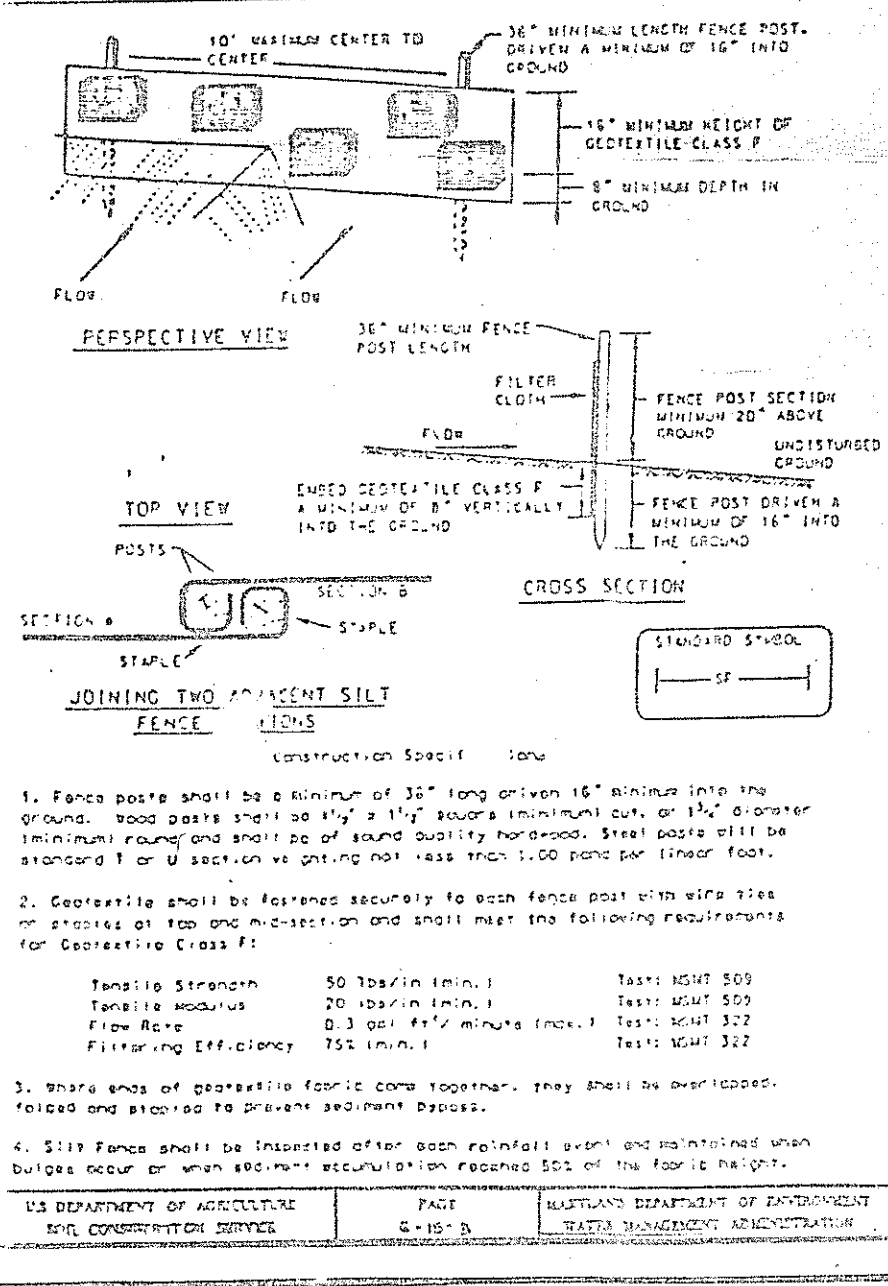 10' MAXIMUM CENTER TO
CENTER
36" MINIMUM LENGTH FENCE POST.
DRIVEN A MINIMUM OF 16" INTO
GROUND
16" MINIMUM HEIGHT OF
GEOTEXTILE CLASS F
8" MINIMUM DEPTH IN
GROUND
FLOW
FLOW
PERSPECTIVE VIEW
36" MINIMUM FENCE
POST LENGTH
FILTER
CLOTH
FLOW
FENCE POST SECTION
MINIMUM 20" ABOVE
GROUND
UNDISTURBED
GROUND
EMBED GEOTEXTILE CLASS F
A MINIMUM OF 8" VERTICALLY
INTO THE GROUND
FENCE POST DRIVEN A
MINIMUM OF 16" INTO
THE GROUND
CROSS SECTION
TOP VIEW
POSTS
SECTION B
SECTION A
STAPLE
STAPLE
JOINING TWO ADJACENT SILT
FENCE
STANDARD SYMBOL
SF
Construction
1. Fence posts shall be a minimum of 36" long driven 16" minimum into the
ground. Wood posts shall be 1 1/2" x 1 1/2" square (minimum) cut, or 1 3/4" diameter
(minimum) round and shall be of sound quality hardwood. Steel posts will be
standard T or U section weighting not less than 1.00 pond per linear foot.
2. Geotextile shall be fastened securely to each fence post with wire ties
or staples at top and mid-section and shall meet the following requirements
for Geotextile Class F:
Tensile Strength 50 lbs/in (min.) Test: MSMT 509
Tensile Modulus 20 lbs/in (min.) Test: MSMT 509
Flow Rate 0.3 gal ft²/ minute (max.) Test: MSMT 322
Filtering Efficiency 75% (min.) Test: MSMT 322
3. Where ends of geotextile fabric come together, they shall be overlapped,
folded and stapled to prevent sediment bypass.
4. Silt Fence shall be inspected after each rainfall event and maintained when
bulges occur or when sediment accumulation reached 50% of the fabric height.
U.S DEPARTMENT OF AGRICULTURE
SOIL CONSERVATION SERVICE
PAGE
MARYLAND DEPARTMENT OF ENVIRONMENT
WATER MANAGEMENT ADMINISTRATION